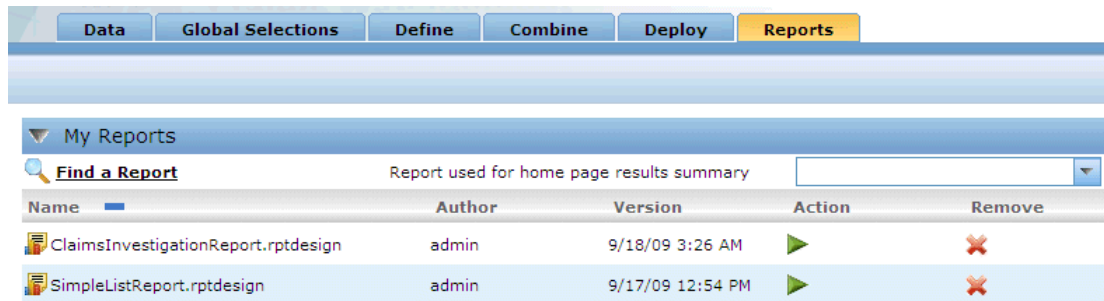 Data Global Selections Define Combine Deploy Reports
My Reports
Find a Report Report used for home page results summary
Name Author Version Action Remove
ClaimsInvestigationReport.rptdesign admin 9/18/09 3:26 AM
SimpleListReport.rptdesign admin 9/17/09 12:54 PM